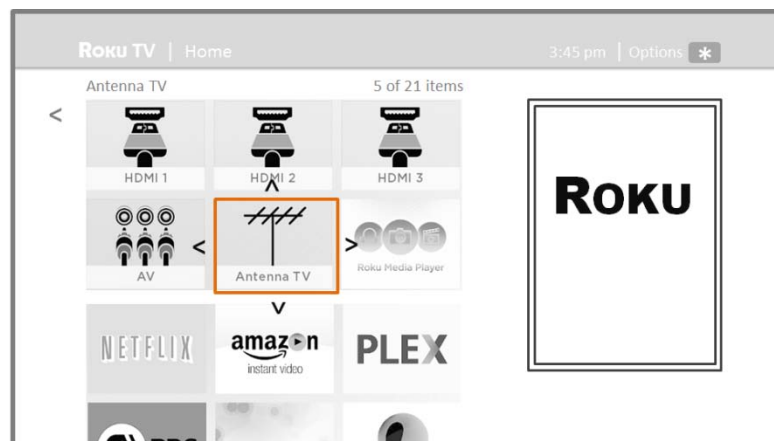 ROKU TV | Home
3:45 pm | Options *
Antenna TV
5 of 21 items
<
HDMI 1
HDMI 2
HDMI 3
ROKU
AV
Antenna TV
Roku Media Player
NETFLIX
amazon
instant video
PLEX
PBS